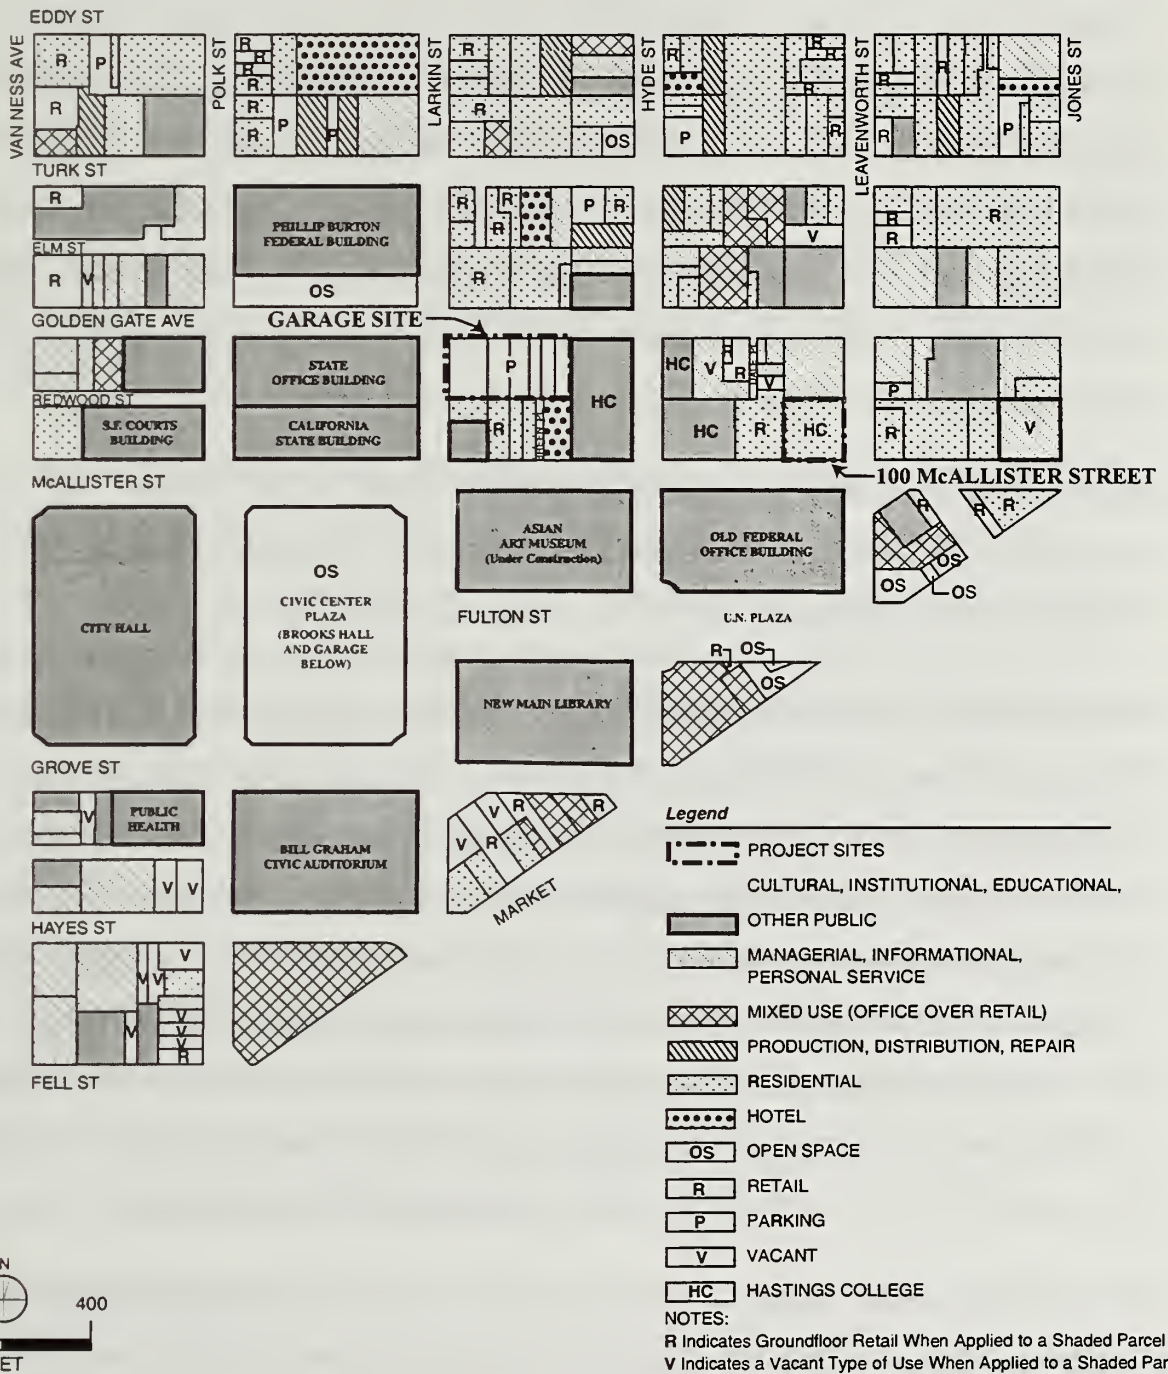 EDDY ST
VAN NESS AVE
POLK ST
LARKIN ST
HYDE ST
LEAVENWORTH ST
JONES ST
R
P
R
R
R
R
R
R
R
P
P
R
R
OS
R
R
P
R
R
R
R
R
R
R
R
R
P
R
P
TURK ST
R
ELM ST
R
V
PHILLIP BURTON
FEDERAL BUILDING
OS
R
R
R
P
R
R
V
R
R
R
GOLDEN GATE AVE
GARAGE SITE
REDWOOD ST
S.F. COURTS
BUILDING
STATE
OFFICE BUILDING
CALIFORNIA
STATE BUILDING
P
R
HC
HC
V
R
R
V
HC
R
HC
P
R
V
McALLISTER ST
100 McALLISTER STREET
CITY HALL
OS
CIVIC CENTER
PLAZA
(BROOKS HALL
AND GARAGE
BELOW)
ASIAN
ART MUSEUM
(Under Construction)
OLD FEDERAL
OFFICE BUILDING
R
R
R
OS
OS
OS
FULTON ST
U.N. PLAZA
NEW MAIN LIBRARY
R
OS
OS
GROVE ST
V
PUBLIC
HEALTH
V
V
BILL GRAHAM
CIVIC AUDITORIUM
V
V
R
R
R
MARKET
HAYES ST
V
V
V
V
V
V
V
R
FELL ST
Legend
PROJECT SITES
CULTURAL, INSTITUTIONAL, EDUCATIONAL,
OTHER PUBLIC
MANAGERIAL, INFORMATIONAL,
PERSONAL SERVICE
MIXED USE (OFFICE OVER RETAIL)
PRODUCTION, DISTRIBUTION, REPAIR
RESIDENTIAL
HOTEL
OS OPEN SPACE
R RETAIL
P PARKING
V VACANT
HC HASTINGS COLLEGE
NOTES:
R Indicates Groundfloor Retail When Applied to a Shaded Parcel
V Indicates a Vacant Type of Use When Applied to a Shaded Par
N
400
ET